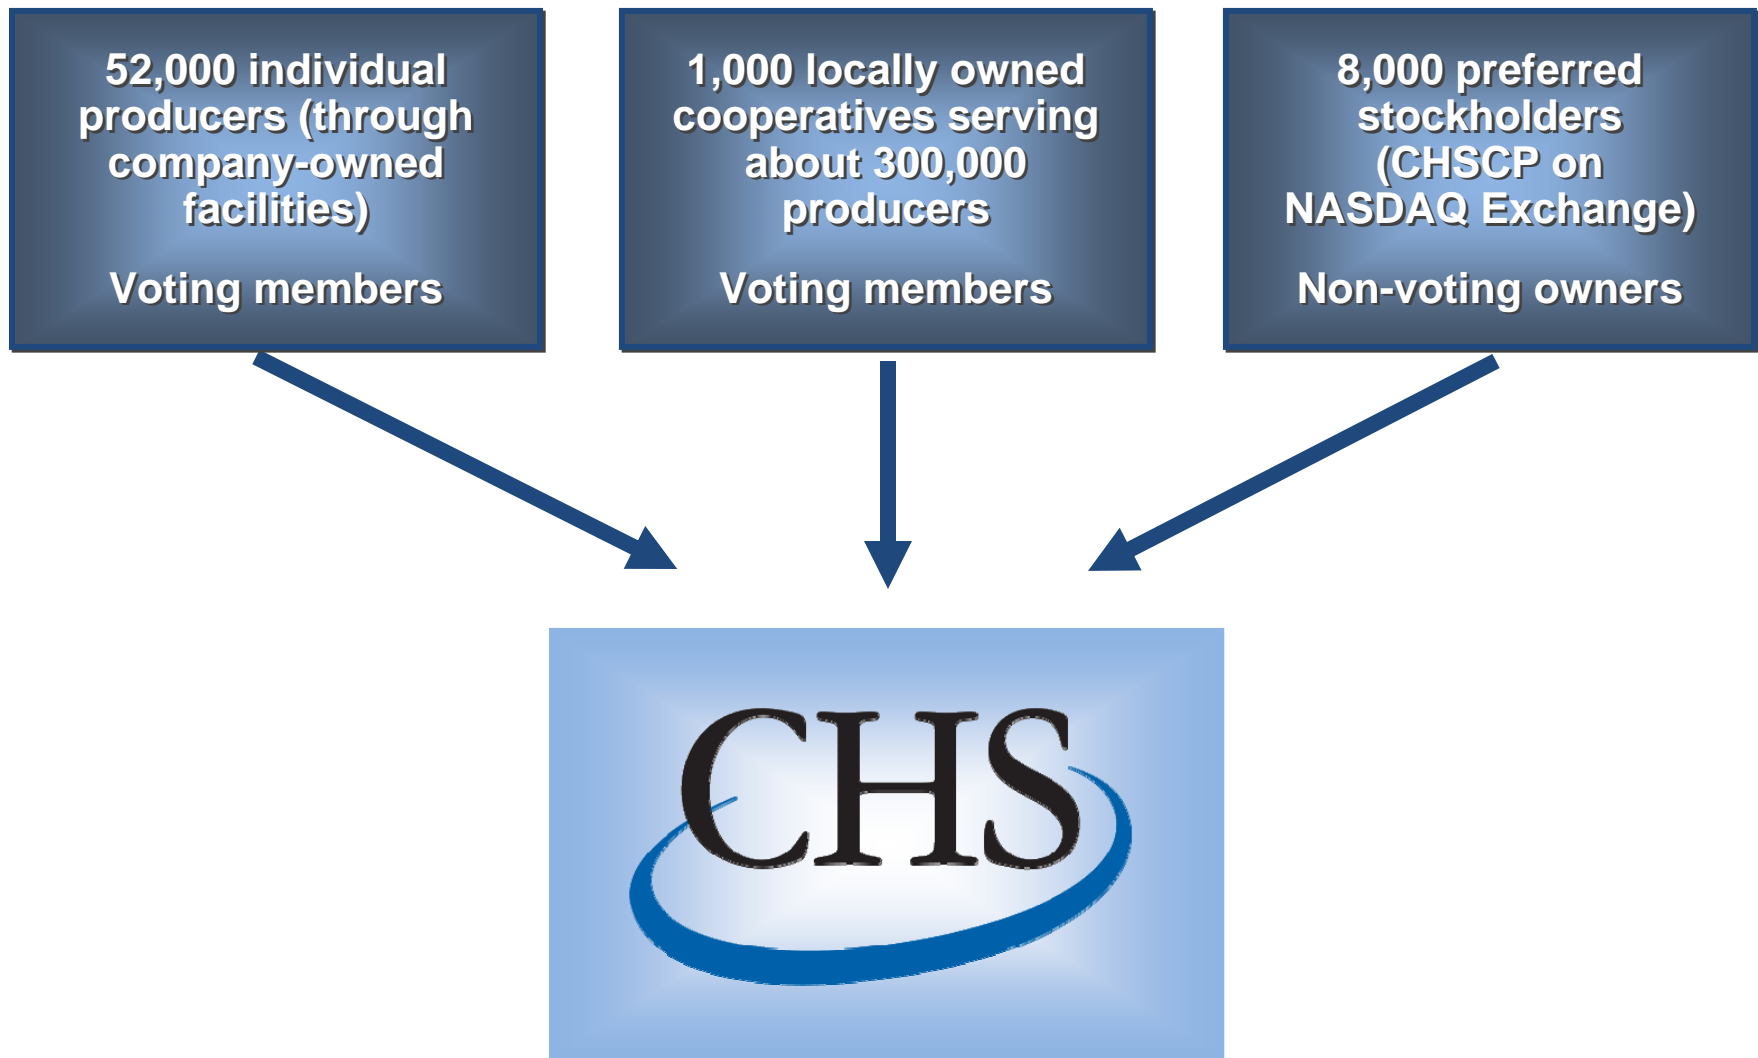 52,000 individual
producers (through
company-owned
facilities)
Voting members
1,000 locally owned
cooperatives serving
about 300,000
producers
Voting members
8,000 preferred
stockholders
(CHSCP on
NASDAQ Exchange)
Non-voting owners
CHS